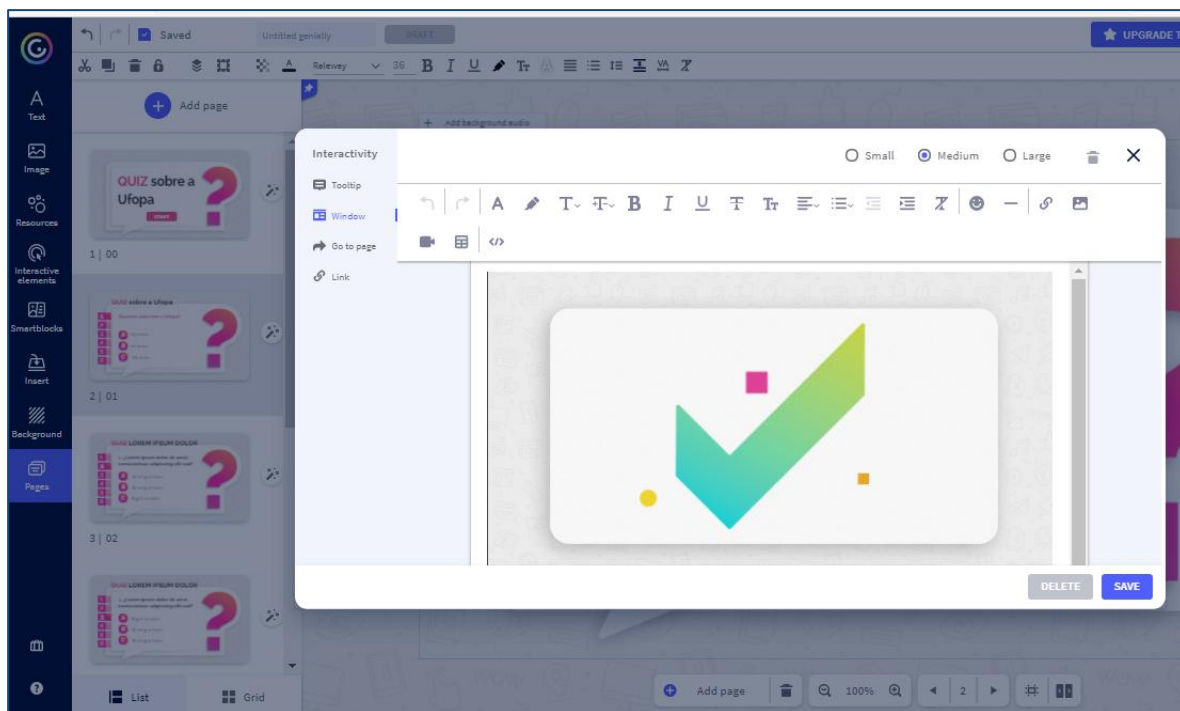 Saved
Untitled genially
DRAFT
UPGRADE T
Raleway
36
Text
Image
Resources
Interactive
elements
Smartblocks
Insert
Background
Pages
Add page
QUIZ sobre a
Ufopa
1 | 00
QUIZ sobre a Ufopa
2 | 01
QUIZ LOREM IPSUM DOLOR
3 | 02
QUIZ LOREM IPSUM DOLOR
List
Grid
Add background audio
Interactivity
Tooltip
Window
Go to page
Link
Small
Medium
Large
DELETE
SAVE
Add page
100%
2